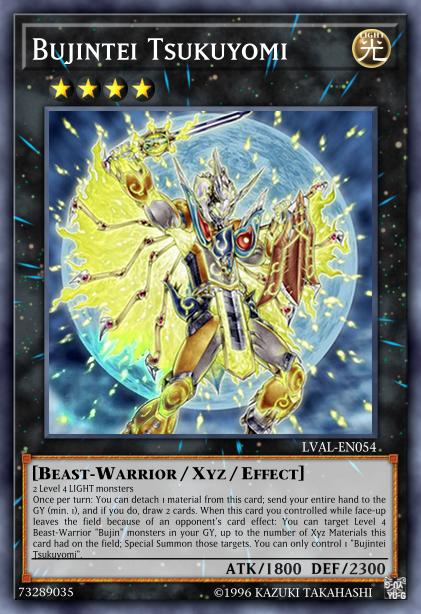 Bujintei Tsukuyomi
LIGHT
光
LVAL-EN054
[Beast-Warrior / Xyz / Effect]
2 Level 4 LIGHT monsters
Once per turn: You can detach 1 material from this card; send your entire hand to the
GY (min. 1), and if you do, draw 2 cards. When this card you controlled while face-up
leaves the field because of an opponent's card effect: You can target Level 4
Beast-Warrior "Bujin" monsters in your GY, up to the number of Xyz Materials this
card had on the field; Special Summon those targets. You can only control 1 "Bujintei
Tsukuyomi".
ATK/1800 DEF/2300
73289035
©1996 KAZUKI TAKAHASHI